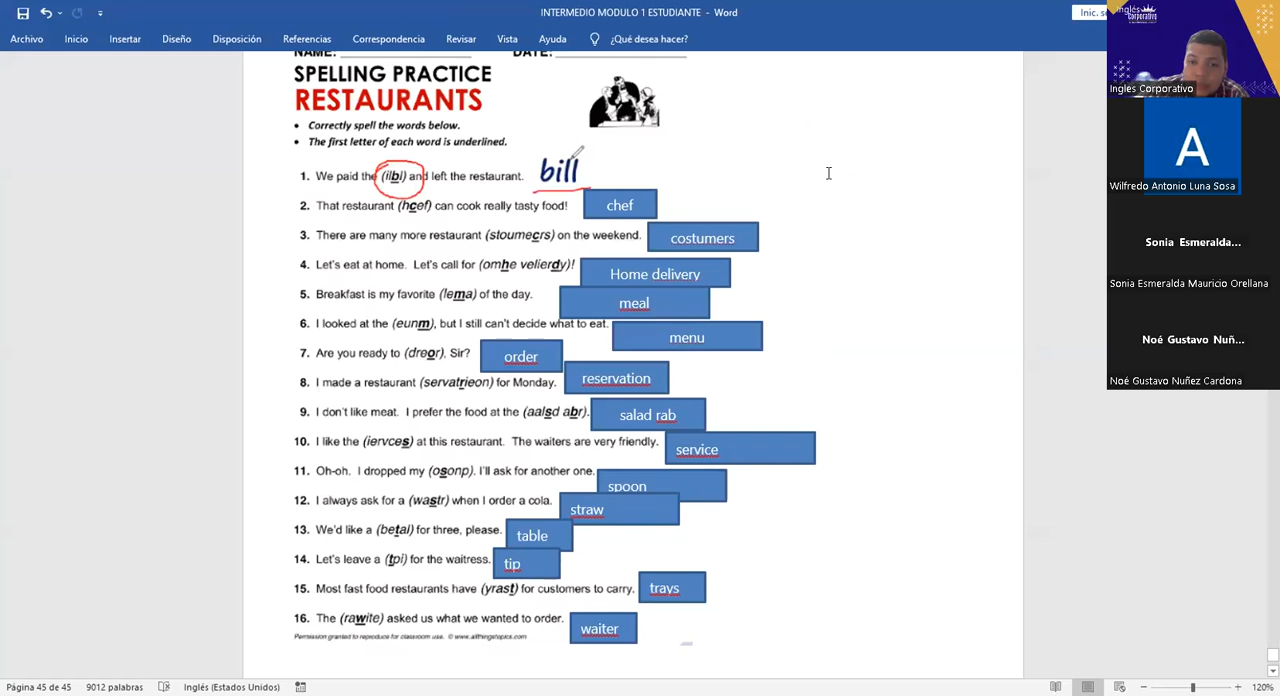 INTERMEDIO MODULO 1 ESTUDIANTE - Word
Inic. se
Archivo Inicio Insertar Diseño Disposición Referencias Correspondencia Revisar Vista Ayuda ¿Qué desea hacer?
NAME: DATE:
SPELLING PRACTICE
RESTAURANTS
• Correctly spell the words below.
• The first letter of each word is underlined.
1. We paid the (ilbl) and left the restaurant. bill
2. That restaurant (hcef) can cook really tasty food! chef
3. There are many more restaurant (stoumecrs) on the weekend. costumers
4. Let's eat at home. Let's call for (omhe velierdy)! Home delivery
5. Breakfast is my favorite (lema) of the day. meal
6. I looked at the (eunm), but I still can't decide what to eat. menu
7. Are you ready to (dreor), Sir? order
8. I made a restaurant (servatrieon) for Monday. reservation
9. I don't like meat. I prefer the food at the (aalsd abr). salad rab
10. I like the (iervces) at this restaurant. The waiters are very friendly. service
11. Oh-oh. I dropped my (osonp). I'll ask for another one. spoon
12. I always ask for a (wastr) when I order a cola. straw
13. We'd like a (betal) for three, please. table
14. Let's leave a (tpi) for the waitress. tip
15. Most fast food restaurants have (yrast) for customers to carry. trays
16. The (rawite) asked us what we wanted to order. waiter
Permission granted to reproduce for classroom use. © www.allthingstopics.com
Página 45 de 45 9012 palabras Inglés (Estados Unidos) 120%
Inglés
Corporativo
Ingles Corporativo
A
Wilfredo Antonio Luna Sosa
Sonia Esmeralda...
Sonia Esmeralda Mauricio Orellana
Noé Gustavo Nuñ...
Noé Gustavo Nuñez Cardona